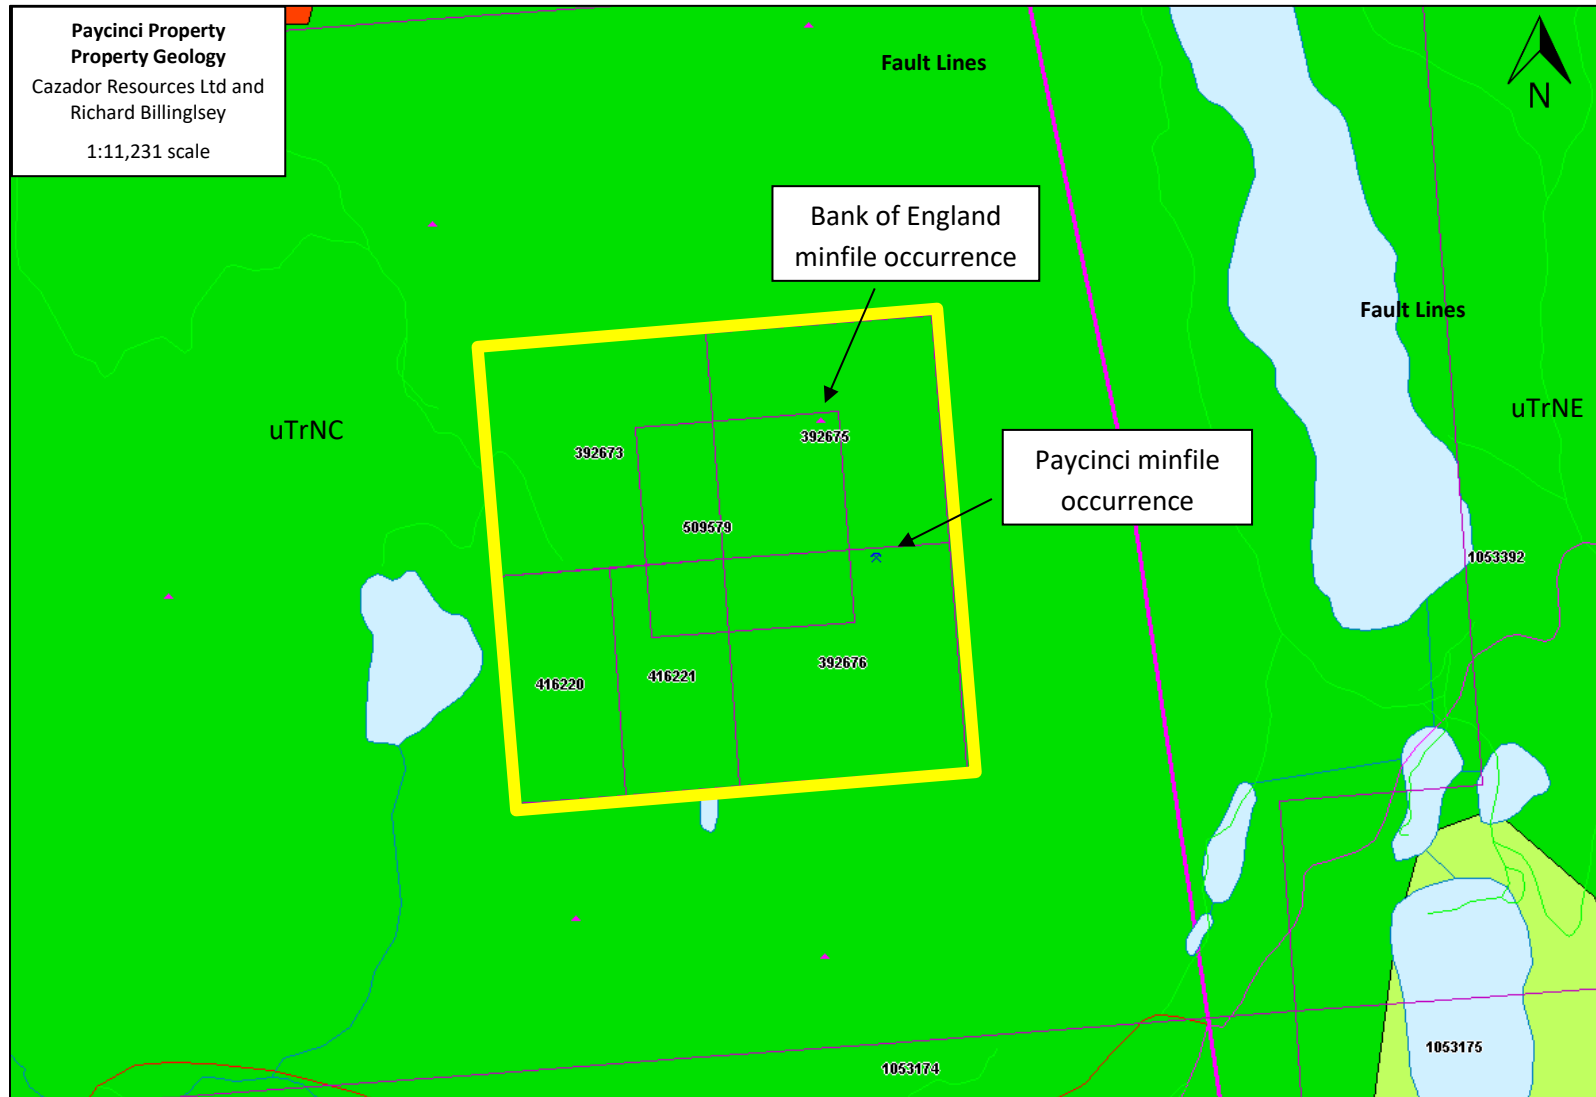 Paycinci Property
Property Geology
Cazador Resources Ltd and
Richard Billinglsey
1:11,231 scale
Fault Lines
N
Bank of England
minfile occurrence
Fault Lines
uTrNE
uTrNC
392675
392673
Paycinci minfile
occurrence
509579
1053392
392676
416221
416220
1053175
1053174